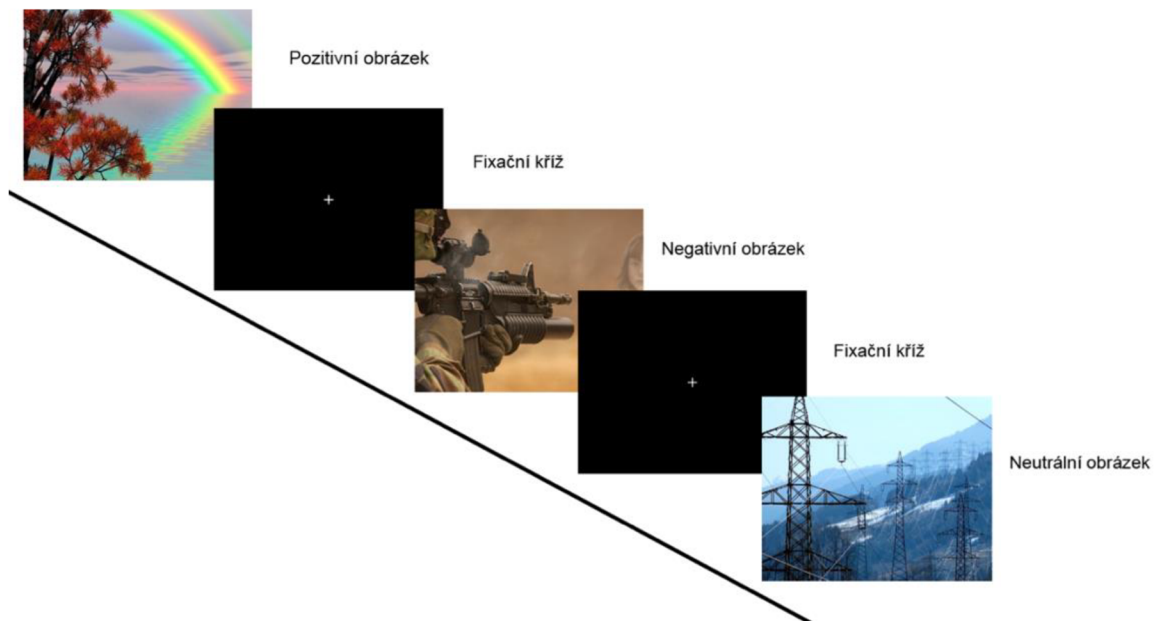 Pozitivní obrázek
Fixační kříž
Negativní obrázek
Fixační kříž
Neutrální obrázek